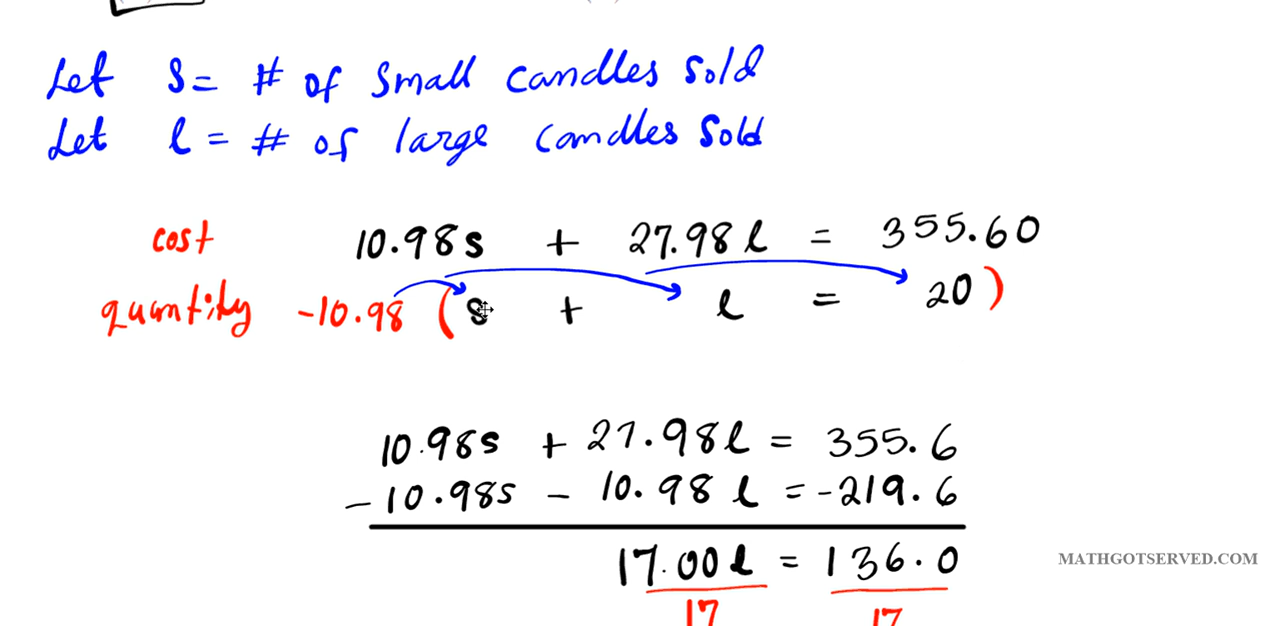 Let s = # of small candles sold
Let l = # of large candles sold
cost 10.98s + 27.98l = 355.60
quantity -10.98 (s + l = 20)
10.98s + 27.98l = 355.6
-10.98s - 10.98l = -219.6
17.00l = 136.0
17 17
MATHGOTSERVED.COM